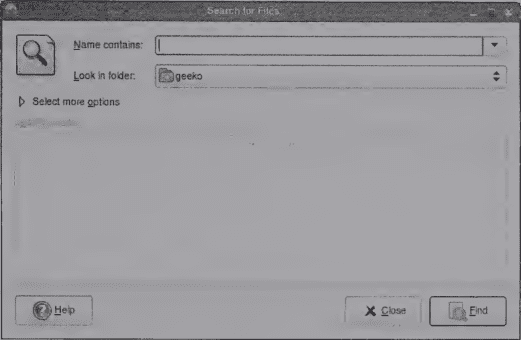 Search for Files
Name contains:
Look in folder:
geeko
Select more options
Help
Close
Find